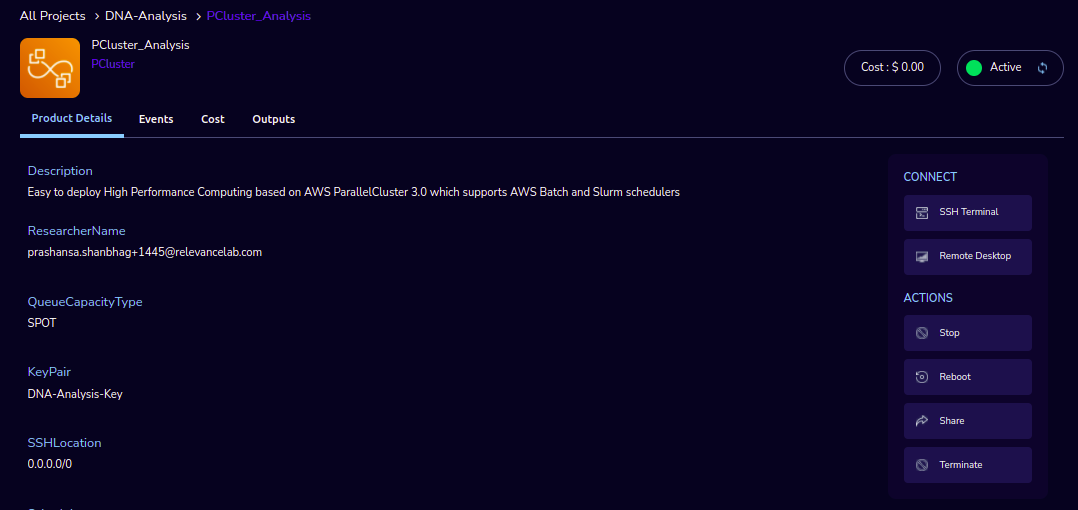 All Projects > DNA-Analysis > PCluster_Analysis
PCluster_Analysis
PCluster
Cost : $ 0.00
Active
Product Details
Events
Cost
Outputs
Description
Easy to deploy High Performance Computing based on AWS ParallelCluster 3.0 which supports AWS Batch and Slurm schedulers
ResearcherName
prashansa.shanbhag+1445@relevancelab.com
QueueCapacityType
SPOT
KeyPair
DNA-Analysis-Key
SSHLocation
0.0.0.0/0
CONNECT
SSH Terminal
Remote Desktop
ACTIONS
Stop
Reboot
Share
Terminate